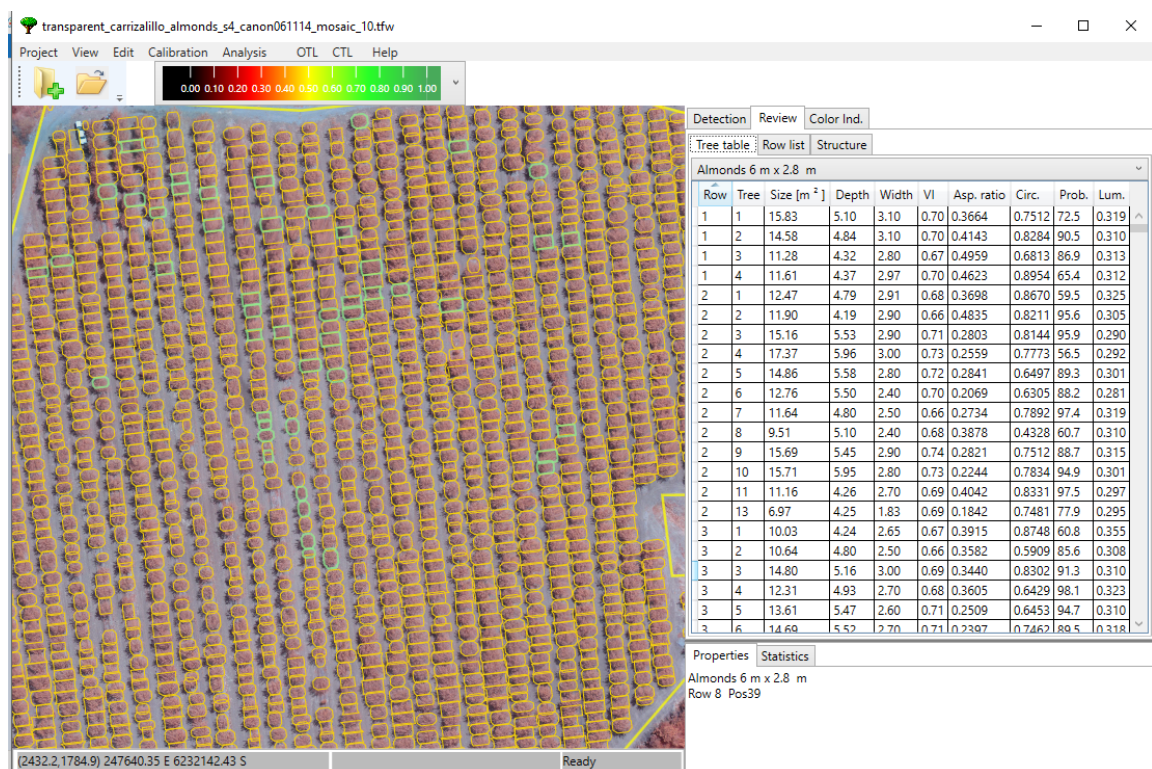 transparent_carrizalillo_almonds_s4_canon061114_mosaic_10.tfw
Project View Edit Calibration Analysis OTL CTL Help
0.00 0.10 0.20 0.30 0.40 0.50 0.60 0.70 0.80 0.90 1.00
Detection Review Color Ind.
Tree table Row list Structure
Almonds 6 m x 2.8 m
Row Tree Size [m ² ] Depth Width VI Asp. ratio Circ. Prob. Lum.
1 1 15.83 5.10 3.10 0.70 0.3664 0.7512 72.5 0.319
1 2 14.58 4.84 3.10 0.70 0.4143 0.8284 90.5 0.310
1 3 11.28 4.32 2.80 0.67 0.4959 0.6813 86.9 0.313
1 4 11.61 4.37 2.97 0.70 0.4623 0.8954 65.4 0.312
2 1 12.47 4.79 2.91 0.68 0.3698 0.8670 59.5 0.325
2 2 11.90 4.19 2.90 0.66 0.4835 0.8211 95.6 0.305
2 3 15.16 5.53 2.90 0.71 0.2803 0.8144 95.9 0.290
2 4 17.37 5.96 3.00 0.73 0.2559 0.7773 56.5 0.292
2 5 14.86 5.58 2.80 0.72 0.2841 0.6497 89.3 0.301
2 6 12.76 5.50 2.40 0.70 0.2069 0.6305 88.2 0.281
2 7 11.64 4.80 2.50 0.66 0.2734 0.7892 97.4 0.319
2 8 9.51 5.10 2.40 0.68 0.3878 0.4328 60.7 0.310
2 9 15.69 5.45 2.90 0.74 0.2821 0.7512 88.7 0.315
2 10 15.71 5.95 2.80 0.73 0.2244 0.7834 94.9 0.301
2 11 11.16 4.26 2.70 0.69 0.4042 0.8331 97.5 0.297
2 13 6.97 4.25 1.83 0.69 0.1842 0.7481 77.9 0.295
3 1 10.03 4.24 2.65 0.67 0.3915 0.8748 60.8 0.355
3 2 10.64 4.80 2.50 0.66 0.3582 0.5909 85.6 0.308
3 3 14.80 5.16 3.00 0.69 0.3440 0.8302 91.3 0.310
3 4 12.31 4.93 2.70 0.68 0.3605 0.6429 98.1 0.323
3 5 13.61 5.47 2.60 0.71 0.2509 0.6453 94.7 0.310
3 6 14.69 5.52 2.70 0.71 0.2397 0.7462 89.5 0.318
Properties Statistics
Almonds 6 m x 2.8 m
Row 8 Pos39
(2432.2,1784.9) 247640.35 E 6232142.43 S
Ready